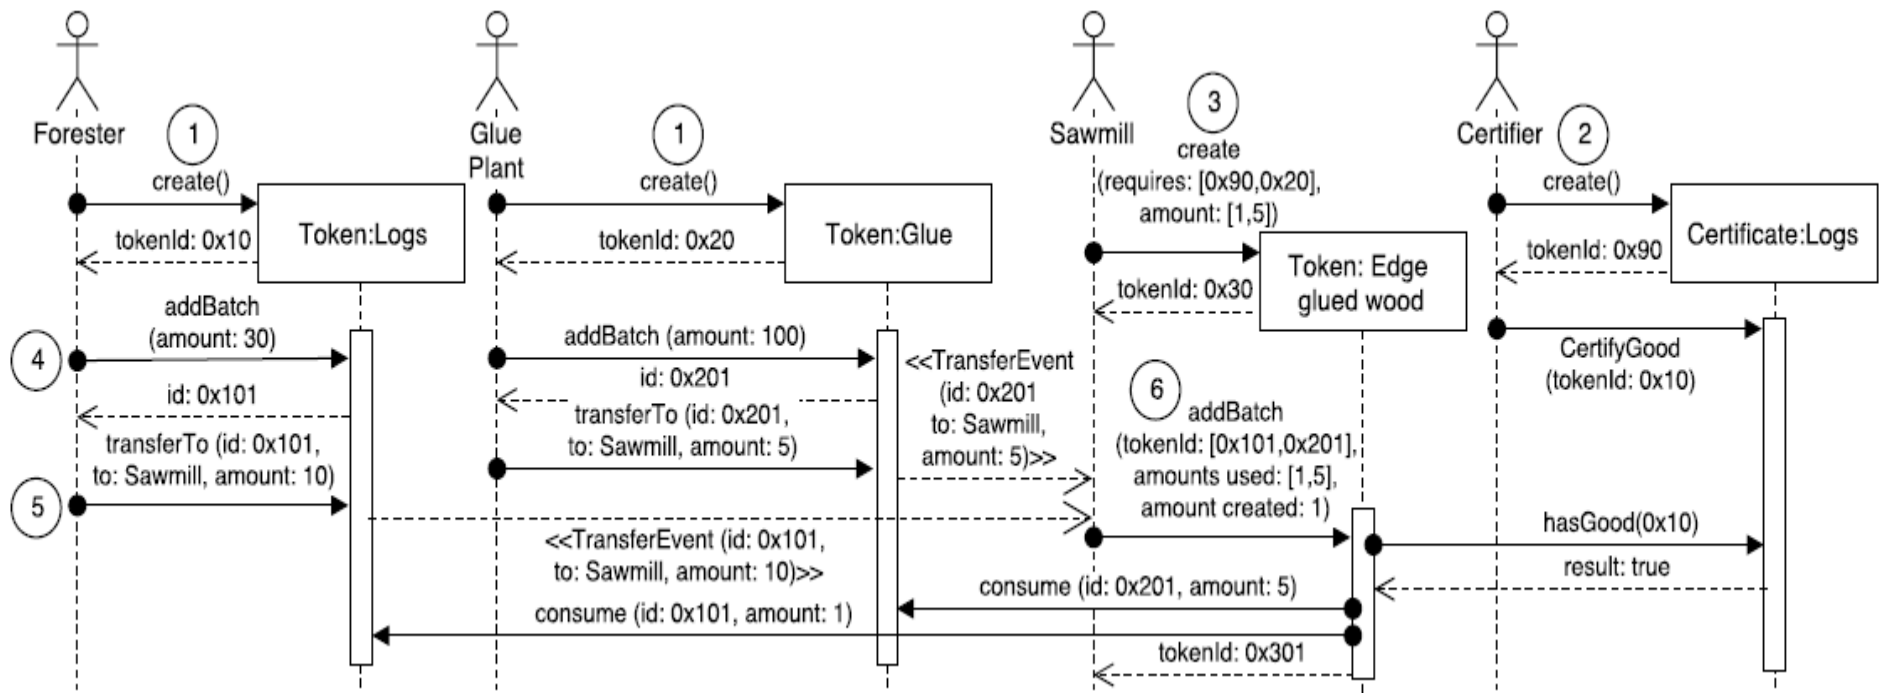 Forester
1
create()
Token:Logs
tokenId: 0x10
addBatch
(amount: 30)
4
id: 0x101
transferTo (id: 0x101,
to: Sawmill, amount: 10)
5
Glue
Plant
1
create()
Token:Glue
tokenId: 0x20
addBatch (amount: 100)
id: 0x201
transferTo (id: 0x201,
to: Sawmill, amount: 5)
<<TransferEvent
(id: 0x201
to: Sawmill,
amount: 5)>>
<<TransferEvent (id: 0x101,
to: Sawmill, amount: 10)>>
Sawmill
3
create
(requires: [0x90,0x20],
amount: [1,5])
Token: Edge
glued wood
tokenId: 0x30
6
addBatch
(tokenId: [0x101,0x201],
amounts used: [1,5],
amount created: 1)
consume (id: 0x201, amount: 5)
consume (id: 0x101, amount: 1)
tokenId: 0x301
Certifier
2
create()
Certificate:Logs
tokenId: 0x90
CertifyGood
(tokenId: 0x10)
hasGood(0x10)
result: true